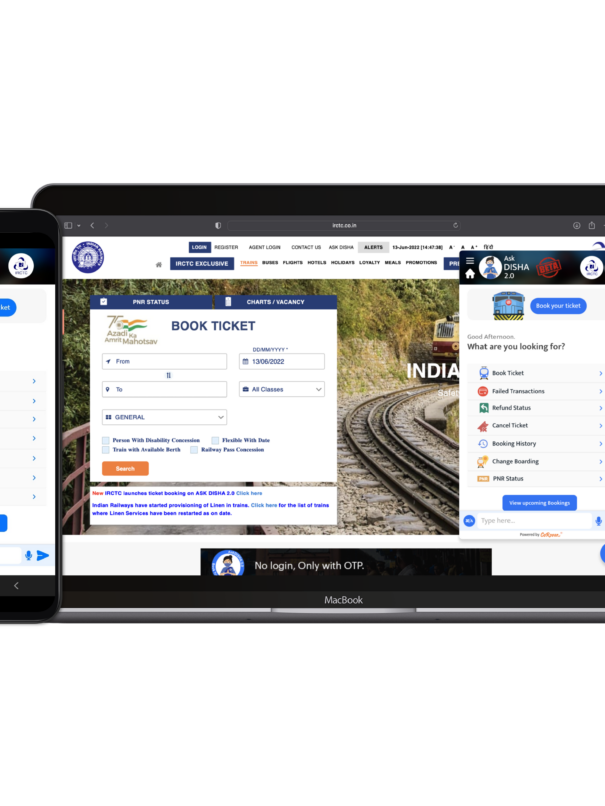 IRCTC
ket
irctc.co.in
LOGIN REGISTER AGENT LOGIN CONTACT US ASK DISHA ALERTS 13-Jun-2022 [14:47:38] A- A A+ हिंदी
IRCTC EXCLUSIVE TRAINS BUSES FLIGHTS HOTELS HOLIDAYS LOYALTY MEALS PROMOTIONS
PNR STATUS CHARTS / VACANCY
Azadi Ka
Amrit Mahotsav
BOOK TICKET
From
DD/MM/YYYY *
13/06/2022
To
All Classes
GENERAL
Person With Disability Concession Flexible With Date
Train with Available Berth Railway Pass Concession
Search
New IRCTC launches ticket booking on ASK DISHA 2.0 Click here
Indian Railways have started provisioning of Linen in trains. Click here for the list of trains
where Linen Services have been restarted as on date.
INDIA
No login, Only with OTP.
Ask
DISHA
2.0
BETA
IRCTC
Book your ticket
Good Afternoon.
What are you looking for?
Book Ticket
Failed Transactions
Refund Status
Cancel Ticket
Booking History
Change Boarding
PNR PNR Status
View upcoming Bookings
Type here...
Powered by CoRover
MacBook